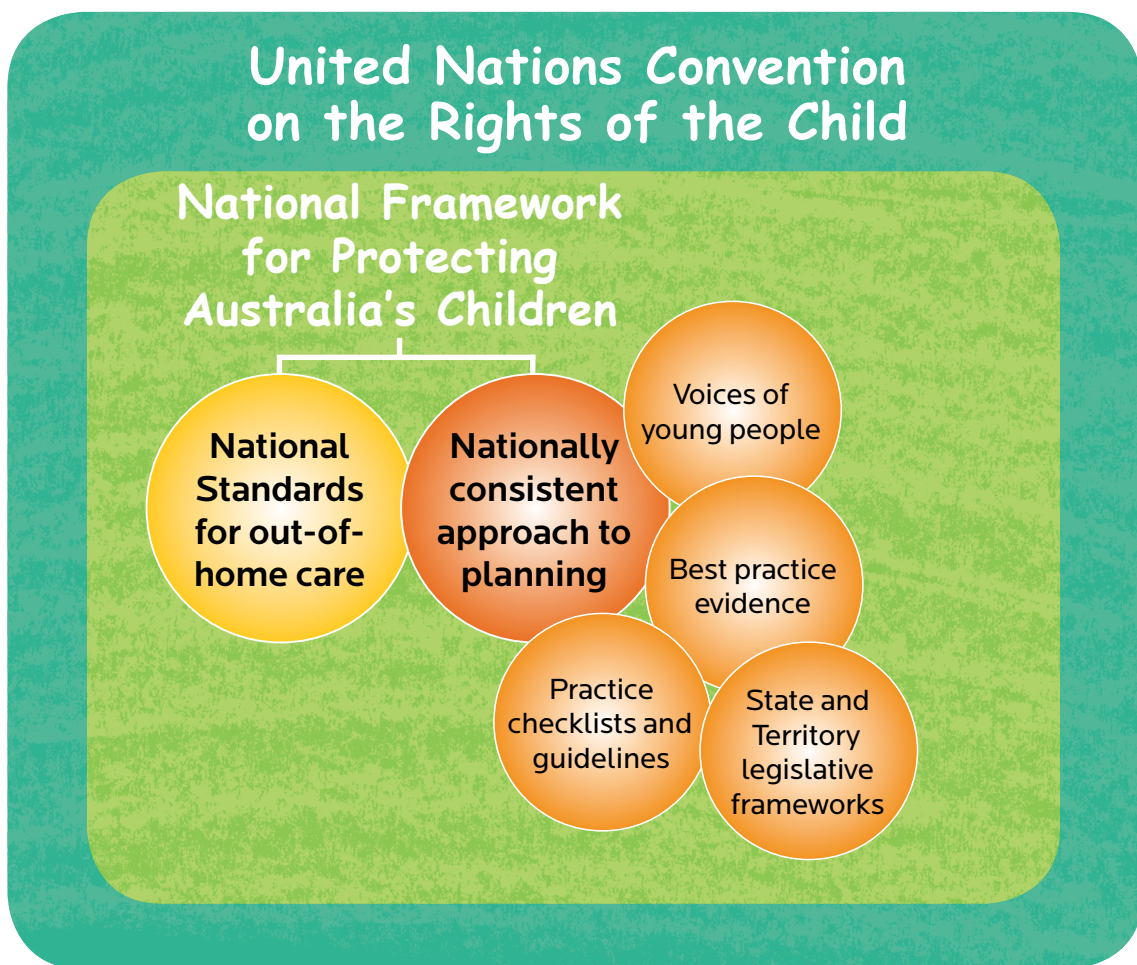 United Nations Convention
on the Rights of the Child
National Framework
for Protecting
Australia's Children
National
Standards
for out-of-
home care
Nationally
consistent
approach to
planning
Voices of
young people
Best practice
evidence
Practice
checklists and
guidelines
State and
Territory
legislative
frameworks